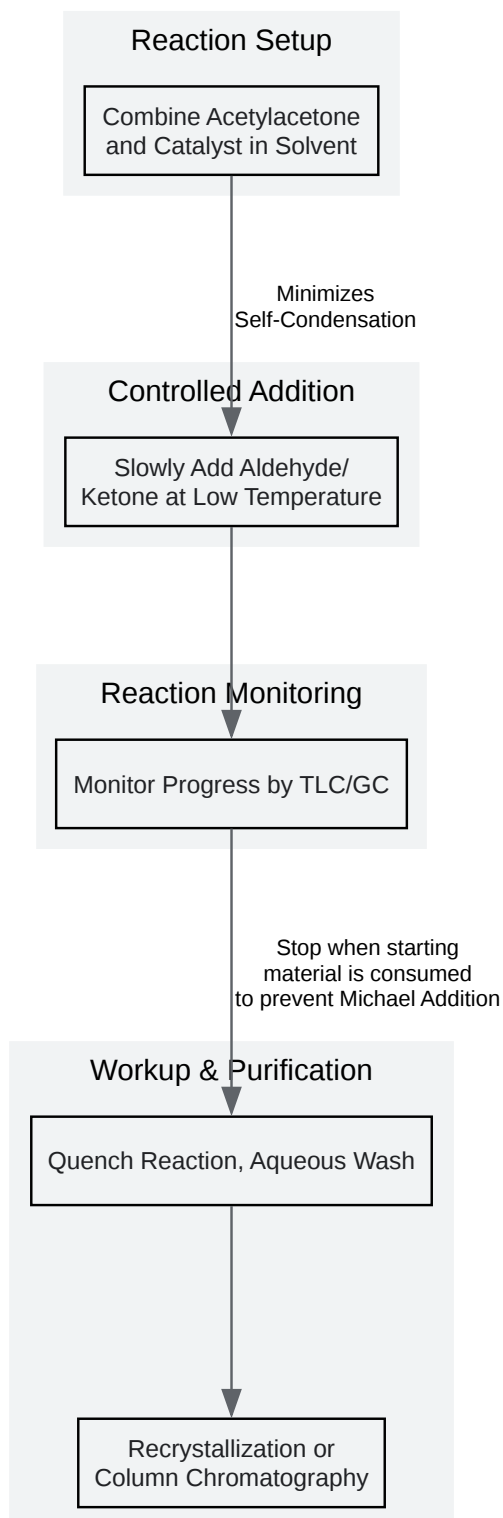 Reaction Setup
Combine Acetylacetone
and Catalyst in Solvent
Minimizes
Self-Condensation
Controlled Addition
Slowly Add Aldehyde/
Ketone at Low Temperature
Reaction Monitoring
Monitor Progress by TLC/GC
Stop when starting
material is consumed
to prevent Michael Addition
Workup & Purification
Quench Reaction, Aqueous Wash
Recrystallization or
Column Chromatography